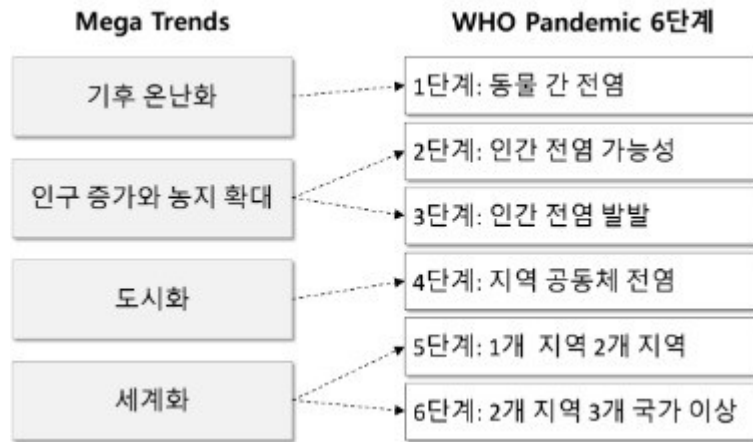 Mega Trends
WHO Pandemic 6단계
기후 온난화
1단계: 동물 간 전염
인구 증가와 농지 확대
2단계: 인간 전염 가능성
3단계: 인간 전염 발발
도시화
4단계: 지역 공동체 전염
세계화
5단계: 1개 지역 2개 지역
6단계: 2개 지역 3개 국가 이상